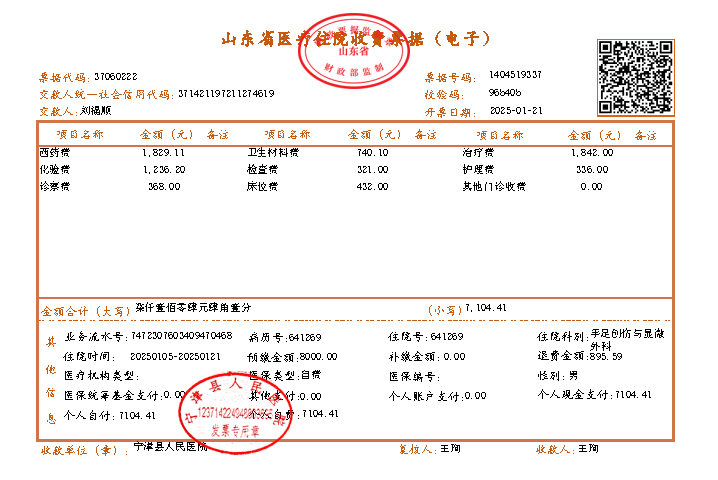 山东省医疗住院收费票据（电子）
票据监
山东省
财政部监制
票据代码：37060222 票据号码：1404519337
交款人统一社会信用代码：371421197211274619 校验码：96b40b
交款人：刘福顺 开票日期：2025-01-21
项目名称 金额（元） 备注 项目名称 金额（元） 备注 项目名称 金额（元） 备注
西药费 1,829.11 卫生材料费 740.10 治疗费 1,842.00
化验费 1,236.20 检查费 321.00 护理费 336.00
诊察费 368.00 床位费 432.00 其他门诊收费 0.00
金额合计（大写）柒仟壹佰零肆元肆角壹分 （小写）7,104.41
其他信息
业务流水号：7472307603409470468 病历号：641269 住院号：641269 住院科别：手足创伤与显微外科
住院时间：20250105-20250121 预缴金额：8000.00 补缴金额：0.00 退费金额：895.59
医疗机构类型： 医保类型：自费 医保编号： 性别：男
医保统筹基金支付：0.00 其他支付：0.00 个人账户支付：0.00 个人现金支付：7104.41
个人自付：7104.41 个人自费：7104.41
宁津县人民医院
发票专用章
收款单位（章）：宁津县人民医院 复核人：王珣 收款人：王珣